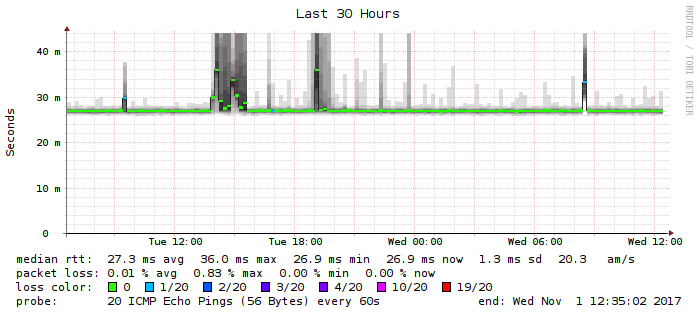 Last 30 Hours
RRDTOOL / TOBI OETIKER
Seconds
40 m
30 m
20 m
10 m
0
Tue 12:00 Tue 18:00 Wed 00:00 Wed 06:00 Wed 12:00
median rtt: 27.3 ms avg 36.0 ms max 26.9 ms min 26.9 ms now 1.3 ms sd 20.3 am/s
packet loss: 0.01 % avg 0.83 % max 0.00 % min 0.00 % now
loss color: 0 1/20 2/20 3/20 4/20 10/20 19/20
probe: 20 ICMP Echo Pings (56 Bytes) every 60s end: Wed Nov 1 12:35:02 2017